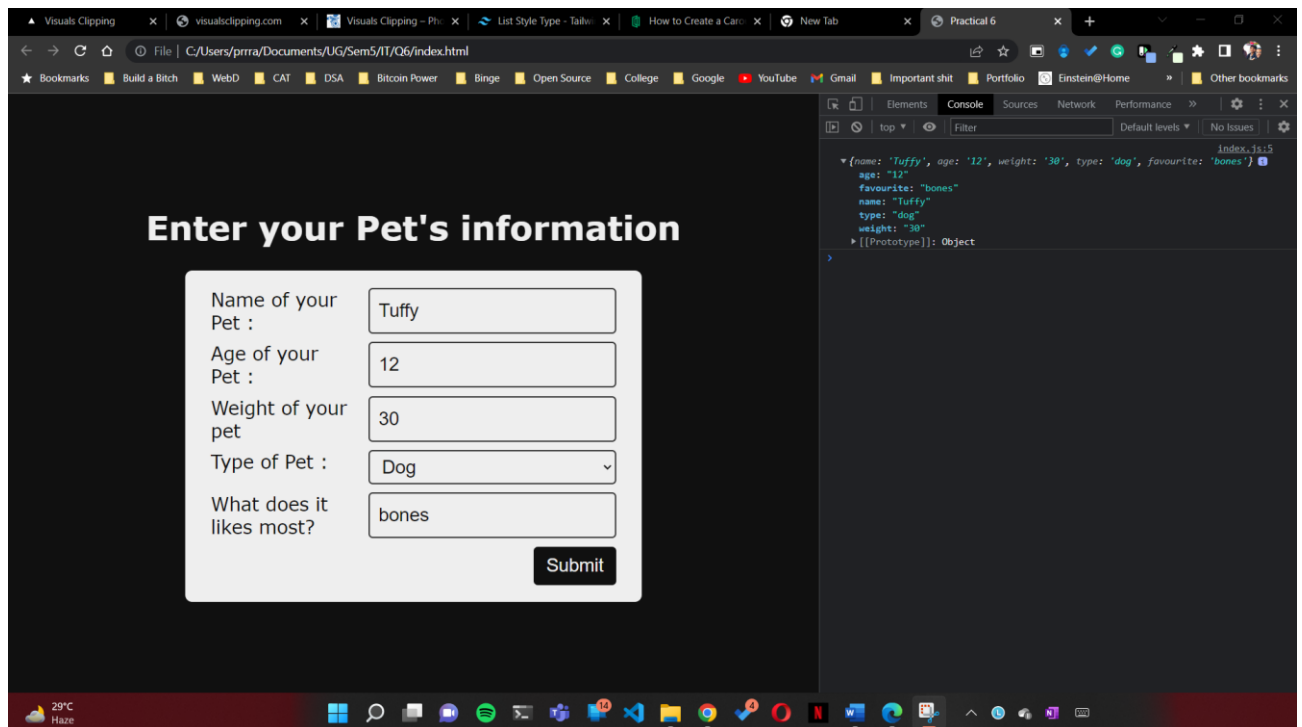 Visuals Clipping
visualsclipping.com
Visuals Clipping – Pho
List Style Type - Tailwi
How to Create a Caro
New Tab
Practical 6
File | C:/Users/prrra/Documents/UG/Sem5/IT/Q6/index.html
Bookmarks Build a Bitch WebD CAT DSA Bitcoin Power Binge Open Source College Google YouTube Gmail Important shit Portfolio Einstein@Home » Other bookmarks
Elements Console Sources Network Performance »
top ▼ Filter Default levels ▼ No Issues
index.js:5
▼{name: 'Tuffy', age: '12', weight: '30', type: 'dog', favourite: 'bones'}
age: "12"
favourite: "bones"
name: "Tuffy"
type: "dog"
weight: "30"
▶[[Prototype]]: Object
Enter your Pet's information
Name of your
Pet :
Tuffy
Age of your
Pet :
12
Weight of your
pet
30
Type of Pet :
Dog
What does it
likes most?
bones
Submit
29°C
Haze
14
4